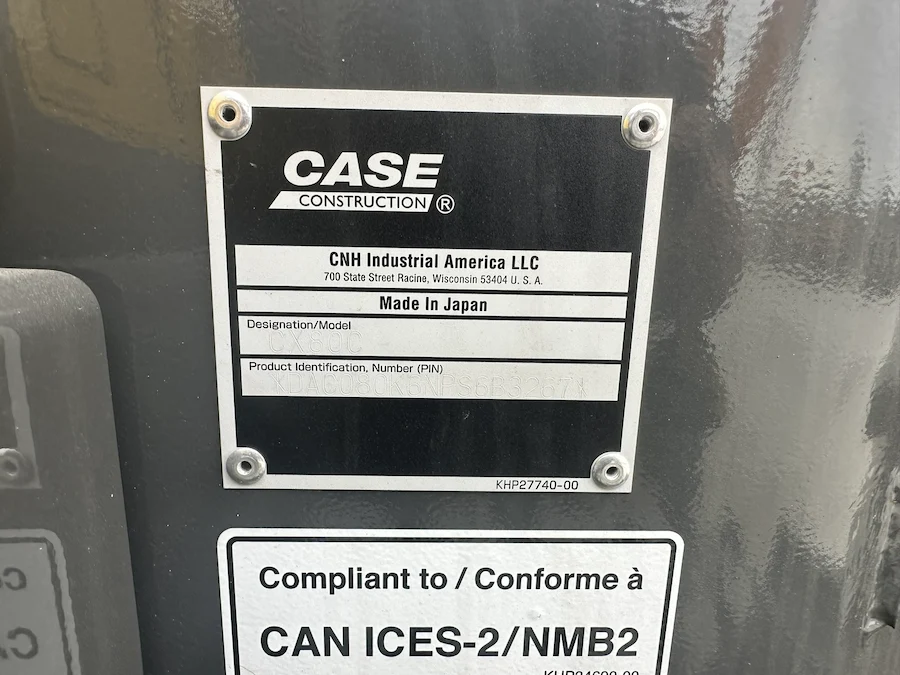 CASE
CONSTRUCTION ®
CNH Industrial America LLC
700 State Street Racine, Wisconsin 53404 U. S. A.
Made In Japan
Designation/Model
CX60C
Product Identification, Number (PIN)
KHP27740-00
Compliant to / Conforme à
CAN ICES-2/NMB2